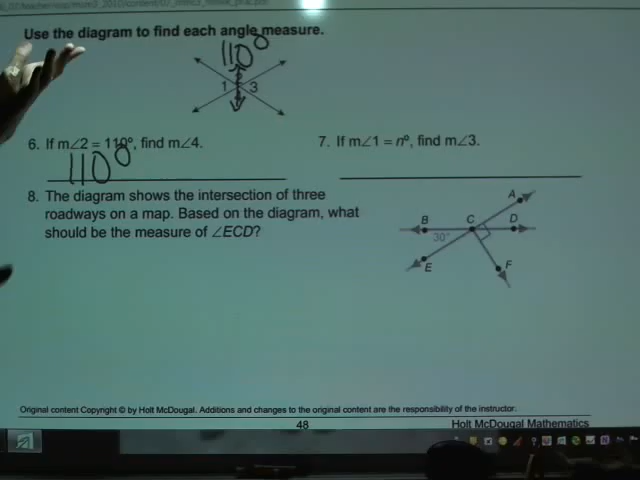 Use the diagram to find each angle measure.
110°
1 3
6. If m∠2 = 110°, find m∠4.
7. If m∠1 = n°, find m∠3.
110°
8. The diagram shows the intersection of three
roadways on a map. Based on the diagram, what
should be the measure of ∠ECD?
A
B C D
30°
E F
Original content Copyright © by Holt McDougal. Additions and changes to the original content are the responsibility of the instructor.
48
Holt McDougal Mathematics